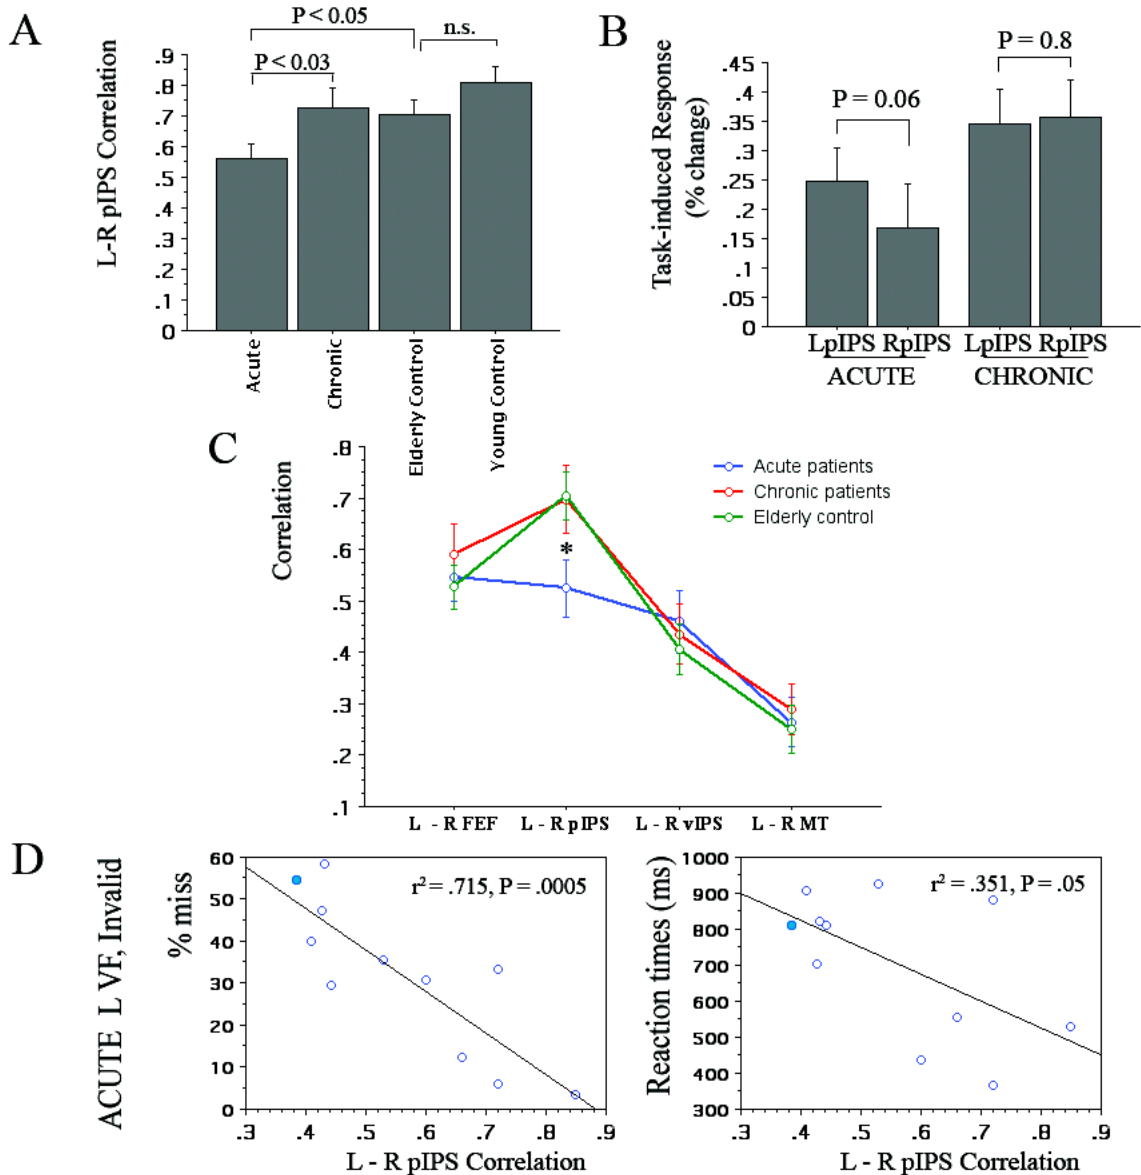 A
L-R pIPS Correlation
P < 0.05
n.s.
P < 0.03
.9
.8
.7
.6
.5
.4
.3
.2
.1
0
Acute
Chronic
Elderly Control
Young Control
B
Task-induced Response
(% change)
P = 0.8
P = 0.06
.45
.4
.35
.3
.25
.2
.15
.1
.05
0
LpIPS RpIPS LpIPS RpIPS
ACUTE CHRONIC
C
Correlation
.8
.7
.6
.5
.4
.3
.2
.1
*
Acute patients
Chronic patients
Elderly control
L - R FEF L - R pIPS L - R vIPS L - R MT
D
ACUTE L VF, Invalid
% miss
60
50
40
30
20
10
0
r² = .715, P = .0005
.3 .4 .5 .6 .7 .8 .9
L - R pIPS Correlation
Reaction times (ms)
1000
900
800
700
600
500
400
300
r² = .351, P = .05
.3 .4 .5 .6 .7 .8 .9
L - R pIPS Correlation